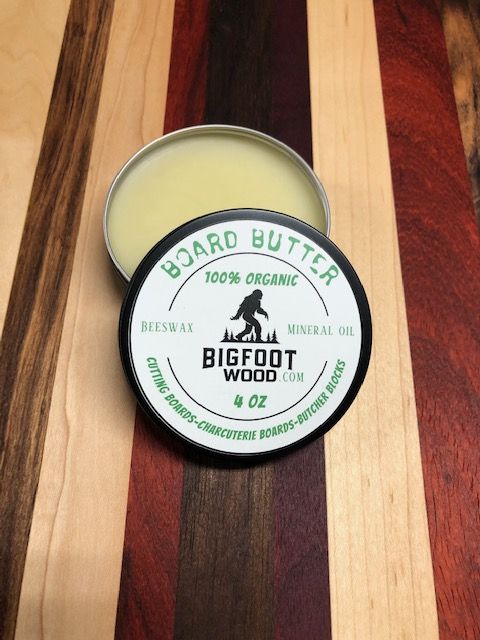 BOARD BUTTER
100% ORGANIC
BEESWAX
MINERAL OIL
BIGFOOT
WOOD.COM
4 OZ
CUTTING BOARDS-CHARCUTERIE BOARDS-BUTCHER BLOCKS